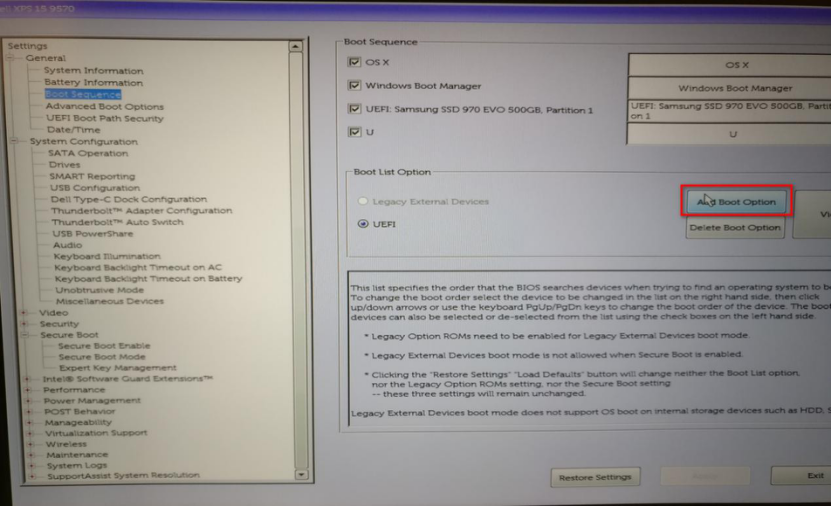 XPS 15 9570
Settings
General
System Information
Battery Information
Boot Sequence
Advanced Boot Options
UEFI Boot Path Security
Date/Time
System Configuration
SATA Operation
Drives
SMART Reporting
USB Configuration
Dell Type-C Dock Configuration
Thunderbolt™ Adapter Configuration
Thunderbolt™ Auto Switch
USB PowerShare
Audio
Keyboard Illumination
Keyboard Backlight Timeout on AC
Keyboard Backlight Timeout on Battery
Unobtrusive Mode
Miscellaneous Devices
Video
Security
Secure Boot
Secure Boot Enable
Secure Boot Mode
Expert Key Management
Intel® Software Guard Extensions™
Performance
Power Management
POST Behavior
Manageability
Virtualization Support
Wireless
Maintenance
System Logs
SupportAssist System Resolution
Boot Sequence
OS X
Windows Boot Manager
UEFI: Samsung SSD 970 EVO 500GB, Partition 1
U
OS X
Windows Boot Manager
UEFI: Samsung SSD 970 EVO 500GB, Parti
on 1
U
Boot List Option
Legacy External Devices
UEFI
Add Boot Option
Delete Boot Option
Vi
This list specifies the order that the BIOS searches devices when trying to find an operating system to b
To change the boot order select the device to be changed in the list on the right hand side, then click
up/down arrows or use the keyboard PgUp/PgDn keys to change the boot order of the device. The boot
devices can also be selected or de-selected from the list using the check boxes on the left hand side.
* Legacy Option ROMs need to be enabled for Legacy External Devices boot mode.
* Legacy External Devices boot mode is not allowed when Secure Boot is enabled.
* Clicking the "Restore Settings" "Load Defaults" button will change neither the Boot List option,
nor the Legacy Option ROMs setting, nor the Secure Boot setting
-- these three settings will remain unchanged.
Legacy External Devices boot mode does not support OS boot on internal storage devices such as HDD, S
Restore Settings
Exit